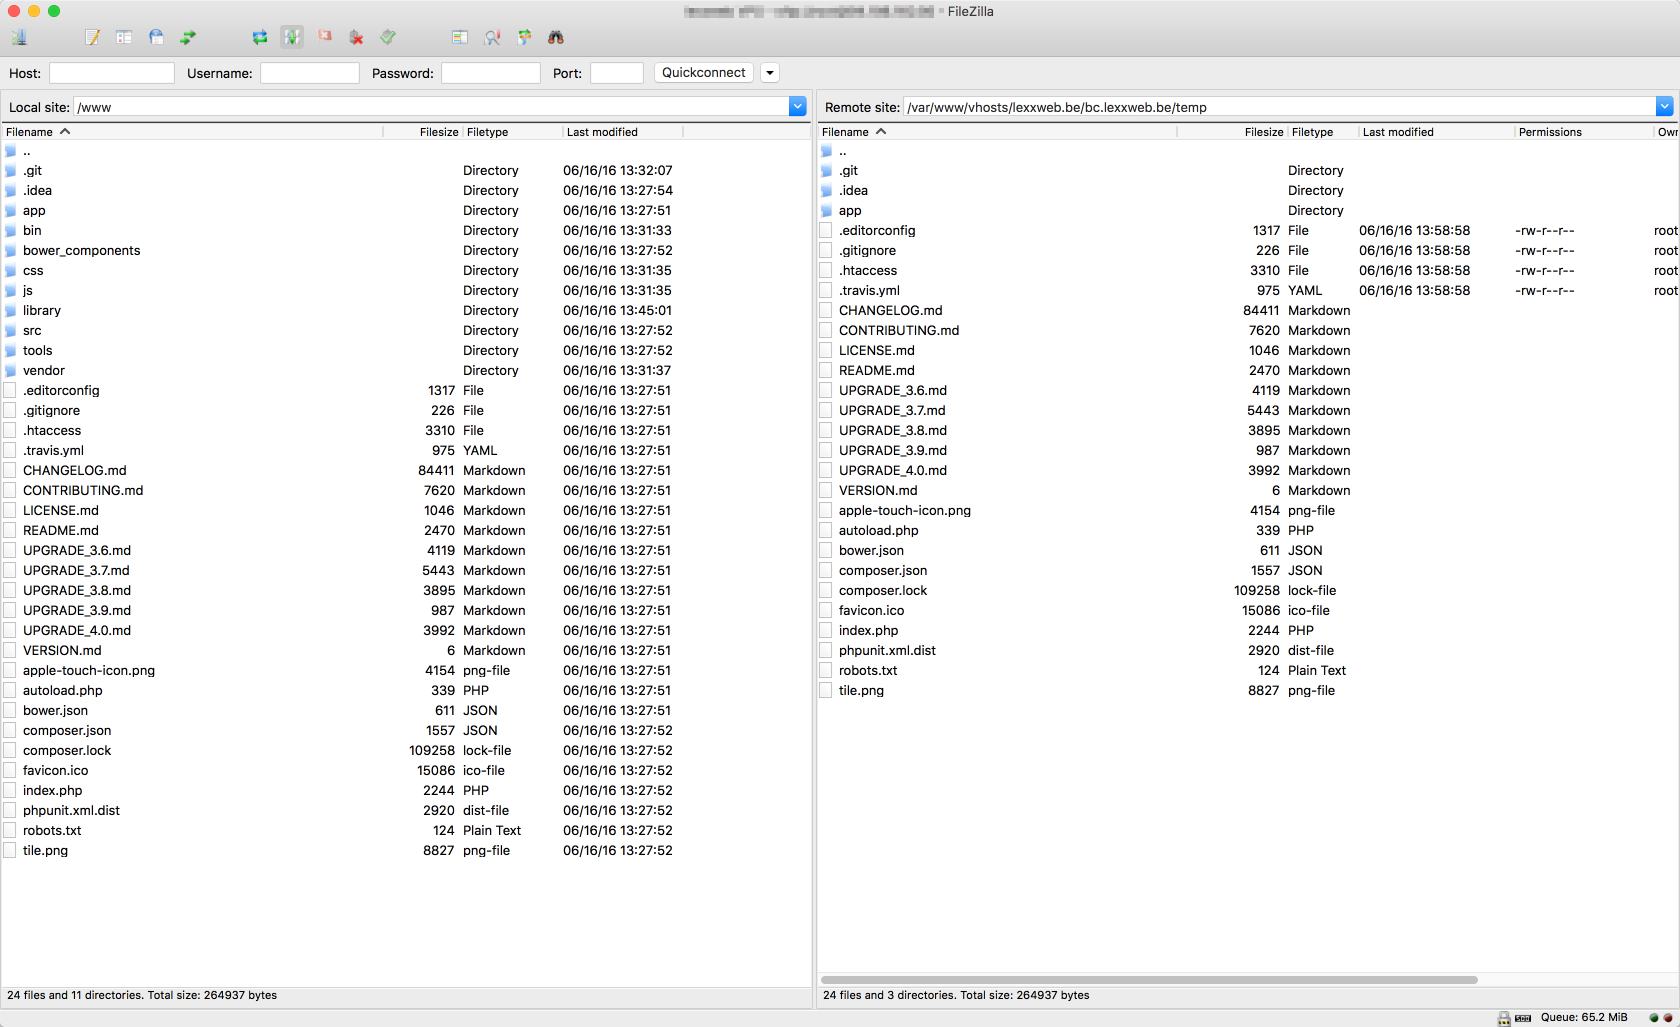 - FileZilla
Host: Username: Password: Port: Quickconnect
Local site: /www
Filename Filesize Filetype Last modified
..
.git Directory 06/16/16 13:32:07
.idea Directory 06/16/16 13:27:54
app Directory 06/16/16 13:27:51
bin Directory 06/16/16 13:31:33
bower_components Directory 06/16/16 13:27:52
css Directory 06/16/16 13:31:35
js Directory 06/16/16 13:31:35
library Directory 06/16/16 13:45:01
src Directory 06/16/16 13:27:52
tools Directory 06/16/16 13:27:52
vendor Directory 06/16/16 13:31:37
.editorconfig 1317 File 06/16/16 13:27:51
.gitignore 226 File 06/16/16 13:27:51
.htaccess 3310 File 06/16/16 13:27:51
.travis.yml 975 YAML 06/16/16 13:27:51
CHANGELOG.md 84411 Markdown 06/16/16 13:27:51
CONTRIBUTING.md 7620 Markdown 06/16/16 13:27:51
LICENSE.md 1046 Markdown 06/16/16 13:27:51
README.md 2470 Markdown 06/16/16 13:27:51
UPGRADE_3.6.md 4119 Markdown 06/16/16 13:27:51
UPGRADE_3.7.md 5443 Markdown 06/16/16 13:27:51
UPGRADE_3.8.md 3895 Markdown 06/16/16 13:27:51
UPGRADE_3.9.md 987 Markdown 06/16/16 13:27:51
UPGRADE_4.0.md 3992 Markdown 06/16/16 13:27:51
VERSION.md 6 Markdown 06/16/16 13:27:51
apple-touch-icon.png 4154 png-file 06/16/16 13:27:51
autoload.php 339 PHP 06/16/16 13:27:51
bower.json 611 JSON 06/16/16 13:27:51
composer.json 1557 JSON 06/16/16 13:27:52
composer.lock 109258 lock-file 06/16/16 13:27:52
favicon.ico 15086 ico-file 06/16/16 13:27:52
index.php 2244 PHP 06/16/16 13:27:52
phpunit.xml.dist 2920 dist-file 06/16/16 13:27:52
robots.txt 124 Plain Text 06/16/16 13:27:52
tile.png 8827 png-file 06/16/16 13:27:52
24 files and 11 directories. Total size: 264937 bytes
Remote site: /var/www/vhosts/lexxweb.be/bc.lexxweb.be/temp
Filename Filesize Filetype Last modified Permissions Owr
..
.git Directory
.idea Directory
app Directory
.editorconfig 1317 File 06/16/16 13:58:58 -rw-r--r-- root
.gitignore 226 File 06/16/16 13:58:58 -rw-r--r-- root
.htaccess 3310 File 06/16/16 13:58:58 -rw-r--r-- root
.travis.yml 975 YAML 06/16/16 13:58:58 -rw-r--r-- root
CHANGELOG.md 84411 Markdown
CONTRIBUTING.md 7620 Markdown
LICENSE.md 1046 Markdown
README.md 2470 Markdown
UPGRADE_3.6.md 4119 Markdown
UPGRADE_3.7.md 5443 Markdown
UPGRADE_3.8.md 3895 Markdown
UPGRADE_3.9.md 987 Markdown
UPGRADE_4.0.md 3992 Markdown
VERSION.md 6 Markdown
apple-touch-icon.png 4154 png-file
autoload.php 339 PHP
bower.json 611 JSON
composer.json 1557 JSON
composer.lock 109258 lock-file
favicon.ico 15086 ico-file
index.php 2244 PHP
phpunit.xml.dist 2920 dist-file
robots.txt 124 Plain Text
tile.png 8827 png-file
24 files and 3 directories. Total size: 264937 bytes
Queue: 65.2 MiB